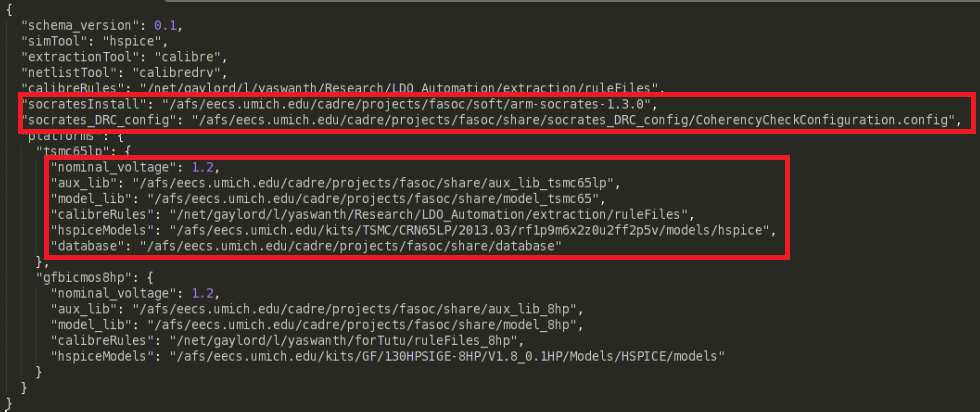 {
"schema_version": 0.1,
"simTool": "hspice",
"extractionTool": "calibre",
"netlistTool": "calibredrv",
"calibreRules": "/net/gaylord/l/yaswanth/Research/LDO_Automation/extraction/ruleFiles",
"socratesInstall": "/afs/eecs.umich.edu/cadre/projects/fasoc/soft/arm-socrates-1.3.0",
"socrates_DRC_config": "/afs/eecs.umich.edu/cadre/projects/fasoc/share/socrates_DRC_config/CoherencyCheckConfiguration.config",
"platforms": {
"tsmc65lp": {
"nominal_voltage": 1.2,
"aux_lib": "/afs/eecs.umich.edu/cadre/projects/fasoc/share/aux_lib_tsmc65lp",
"model_lib": "/afs/eecs.umich.edu/cadre/projects/fasoc/share/model_tsmc65",
"calibreRules": "/net/gaylord/l/yaswanth/Research/LDO_Automation/extraction/ruleFiles",
"hspiceModels": "/afs/eecs.umich.edu/kits/TSMC/CRN65LP/2013.03/rf1p9m6x2z0u2ff2p5v/models/hspice",
"database": "/afs/eecs.umich.edu/cadre/projects/fasoc/share/database"
},
"gfbicmos8hp": {
"nominal_voltage": 1.2,
"aux_lib": "/afs/eecs.umich.edu/cadre/projects/fasoc/share/aux_lib_8hp",
"model_lib": "/afs/eecs.umich.edu/cadre/projects/fasoc/share/model_8hp",
"calibreRules": "/net/gaylord/l/yaswanth/forTutu/ruleFiles_8hp",
"hspiceModels": "/afs/eecs.umich.edu/kits/GF/130HPSIGE-8HP/V1.8_0.1HP/Models/HSPICE/models"
}
}
}